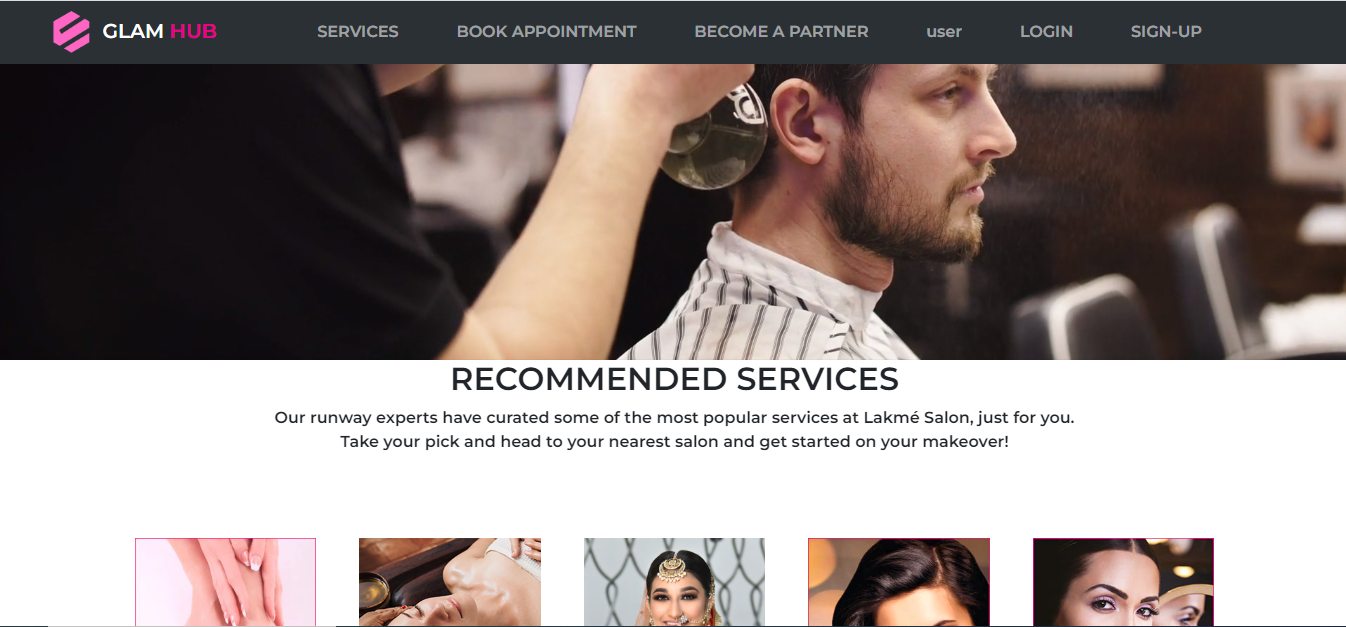 GLAM HUB
SERVICES
BOOK APPOINTMENT
BECOME A PARTNER
user
LOGIN
SIGN-UP
RECOMMENDED SERVICES
Our runway experts have curated some of the most popular services at Lakmé Salon, just for you.
Take your pick and head to your nearest salon and get started on your makeover!